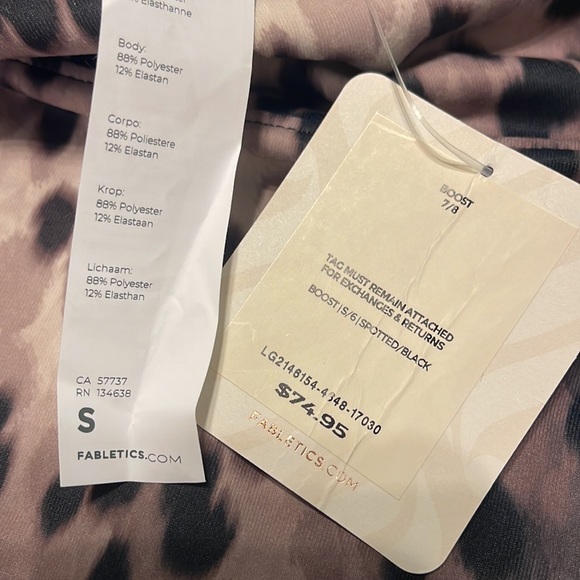 Elasthanne
Body:
88% Polyester
12% Elastan
Corpo:
88% Poliestere
12% Elastan
Krop:
88% Polyester
12% Elastaan
Lichaam:
88% Polyester
12% Elasthan
CA 57737
RN 134638
S
FABLETICS.COM
BOOST
7/8
TAG MUST REMAIN ATTACHED
FOR EXCHANGES & RETURNS
BOOST|S/6|SPOTTED/BLACK
LG2148154-4348-17030
$74.95
FABLETICS.COM